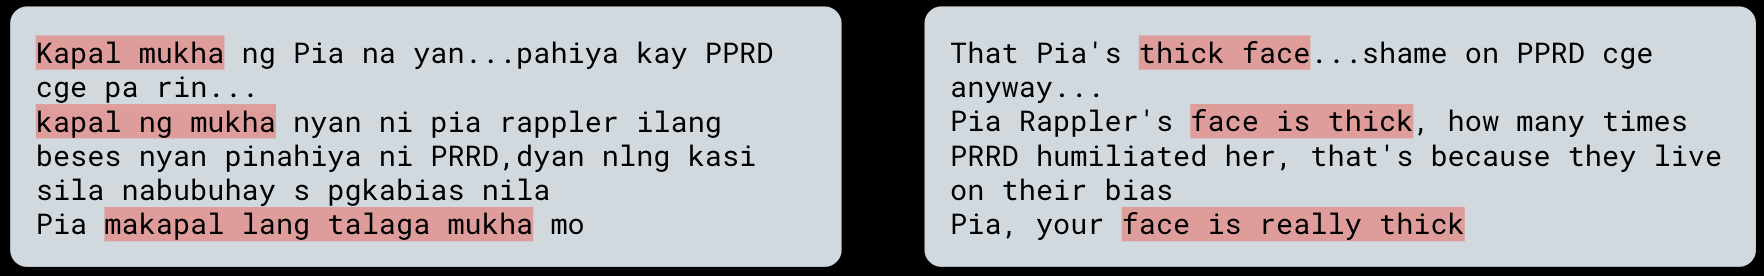 Kapal mukha ng Pia na yan...pahiya kay PPRD
cge pa rin...
kapal ng mukha nyan ni pia rappler ilang
beses nyan pinahiya ni PRRD,dyan nlng kasi
sila nabubuhay s pgkabias nila
Pia makapal lang talaga mukha mo
That Pia's thick face...shame on PPRD cge
anyway...
Pia Rappler's face is thick, how many times
PRRD humiliated her, that's because they live
on their bias
Pia, your face is really thick